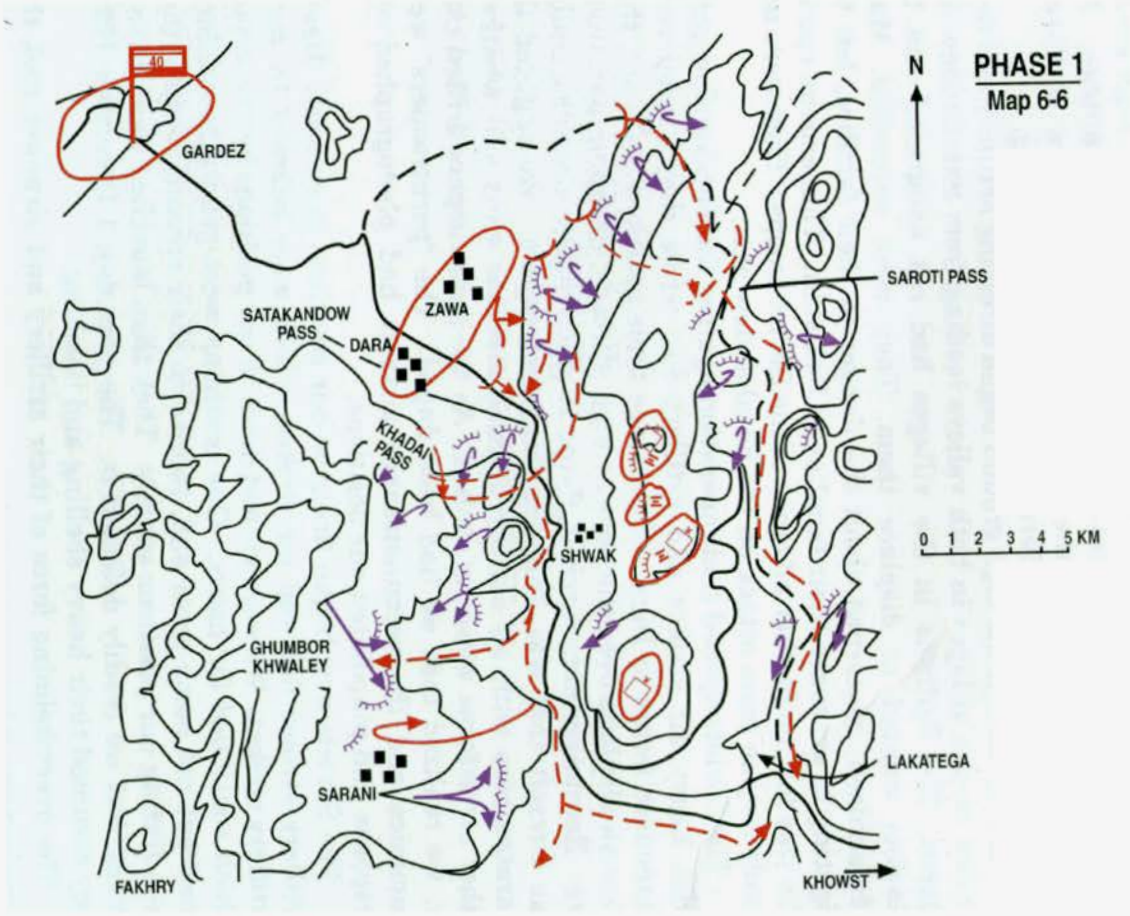 PHASE 1
Map 6-6
N
40
GARDEZ
SAROTI PASS
ZAWA
SATAKANDOW
PASS
DARA
KHADAI
PASS
SHWAK
0 1 2 3 4 5 KM
GHUMBOR
KHWALEY
SARANI
LAKATEGA
FAKHRY
KHOWST